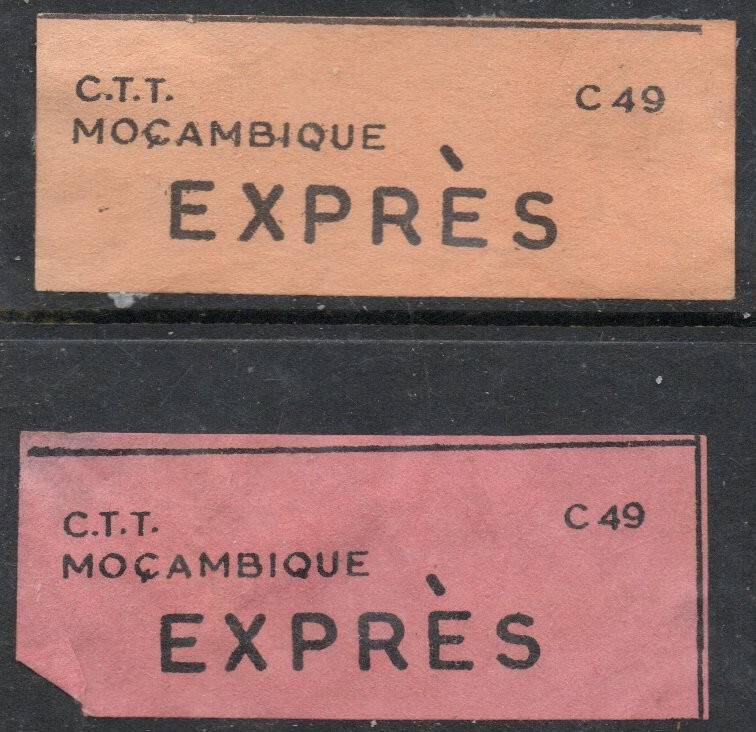 C.T.T.
C 49
MOÇAMBIQUE
EXPRÈS
C.T.T.
C 49
MOÇAMBIQUE
EXPRÈS